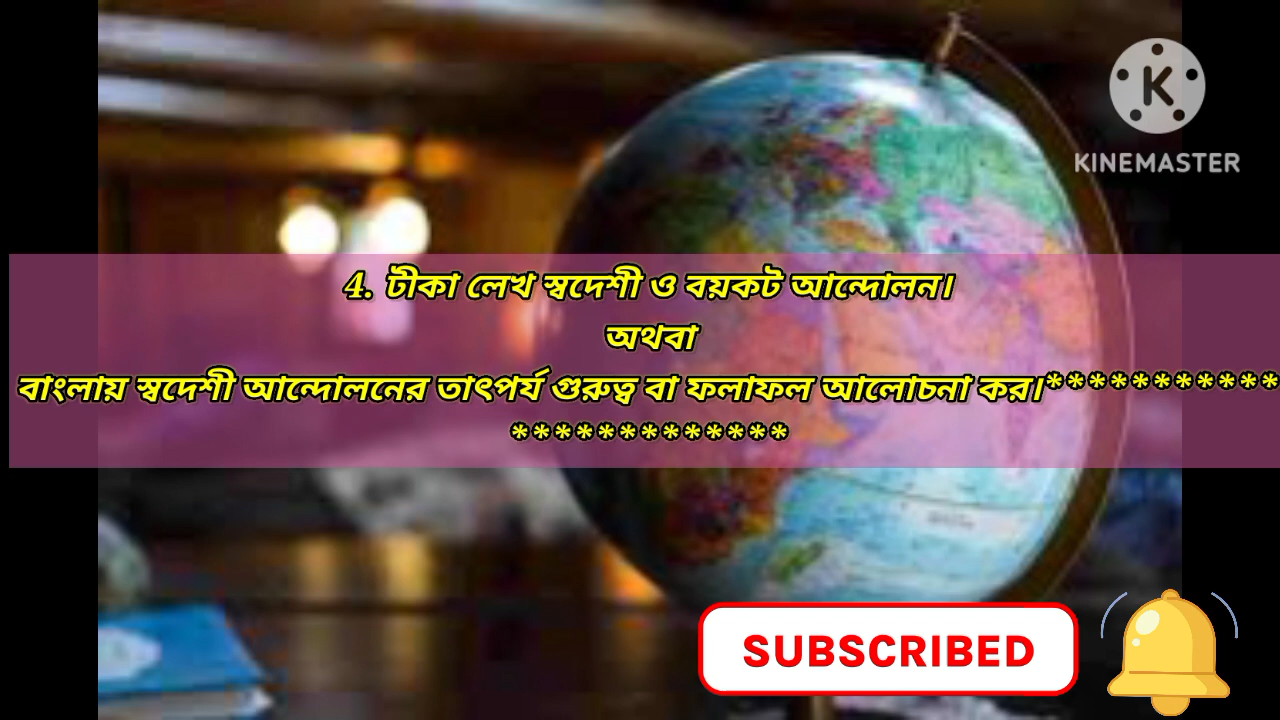 KINEMASTER
4. টীকা লেখ স্বদেশী ও বয়কট আন্দোলন।
অথবা
বাংলায় স্বদেশী আন্দোলনের তাৎপর্য গুরুত্ব বা ফলাফল আলোচনা কর।***********
*************
SUBSCRIBED